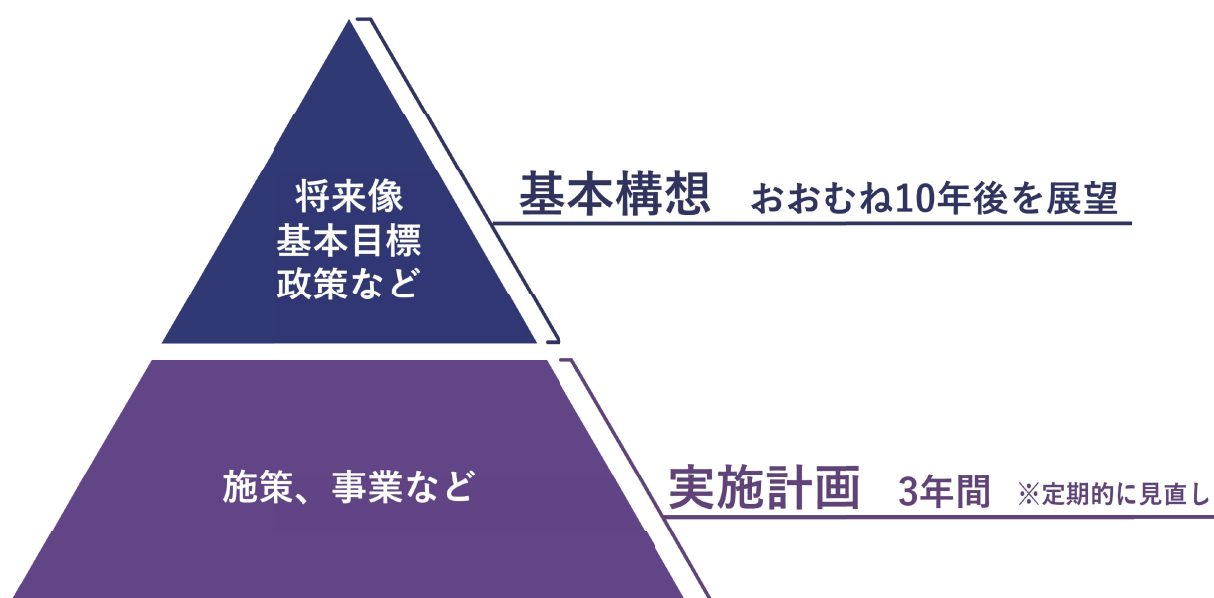 将来像
基本目標
政策など
基本構想 おおむね10年後を展望
施策、事業など
実施計画 3年間 ※定期的に見直し